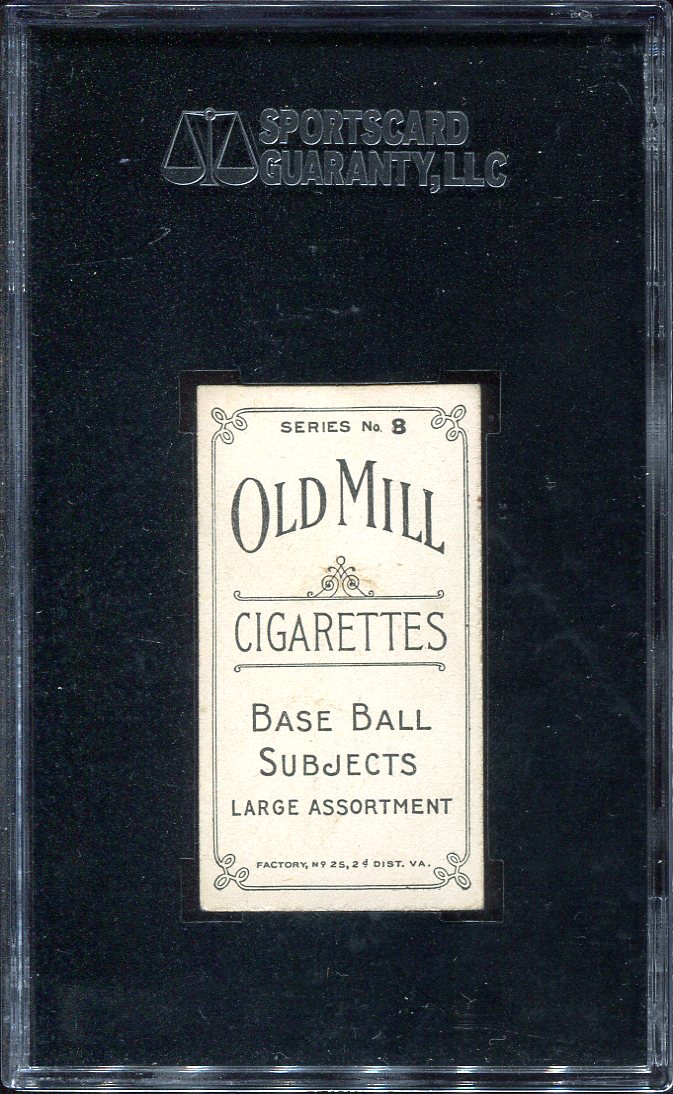 SPORTSCARD
GUARANTY, LLC
SERIES No. 8
OLD MILL
CIGARETTES
BASE BALL
SUBJECTS
LARGE ASSORTMENT
FACTORY, Nº 25, 2d DIST. VA.